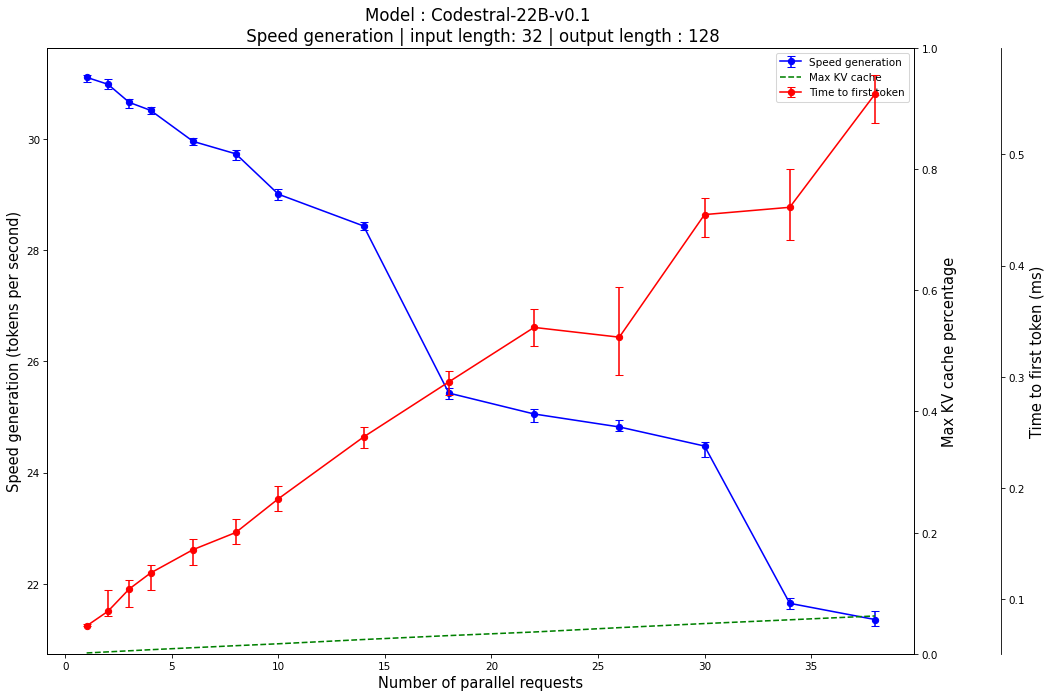 Model : Codestral-22B-v0.1
Speed generation | input length: 32 | output length : 128
Speed generation
Max KV cache
Time to first token
Speed generation (tokens per second)
30
28
26
24
22
0
5
10
15
20
25
30
35
Number of parallel requests
1.0
0.8
0.6
0.4
0.2
0.0
Max KV cache percentage
0.5
0.4
0.3
0.2
0.1
Time to first token (ms)